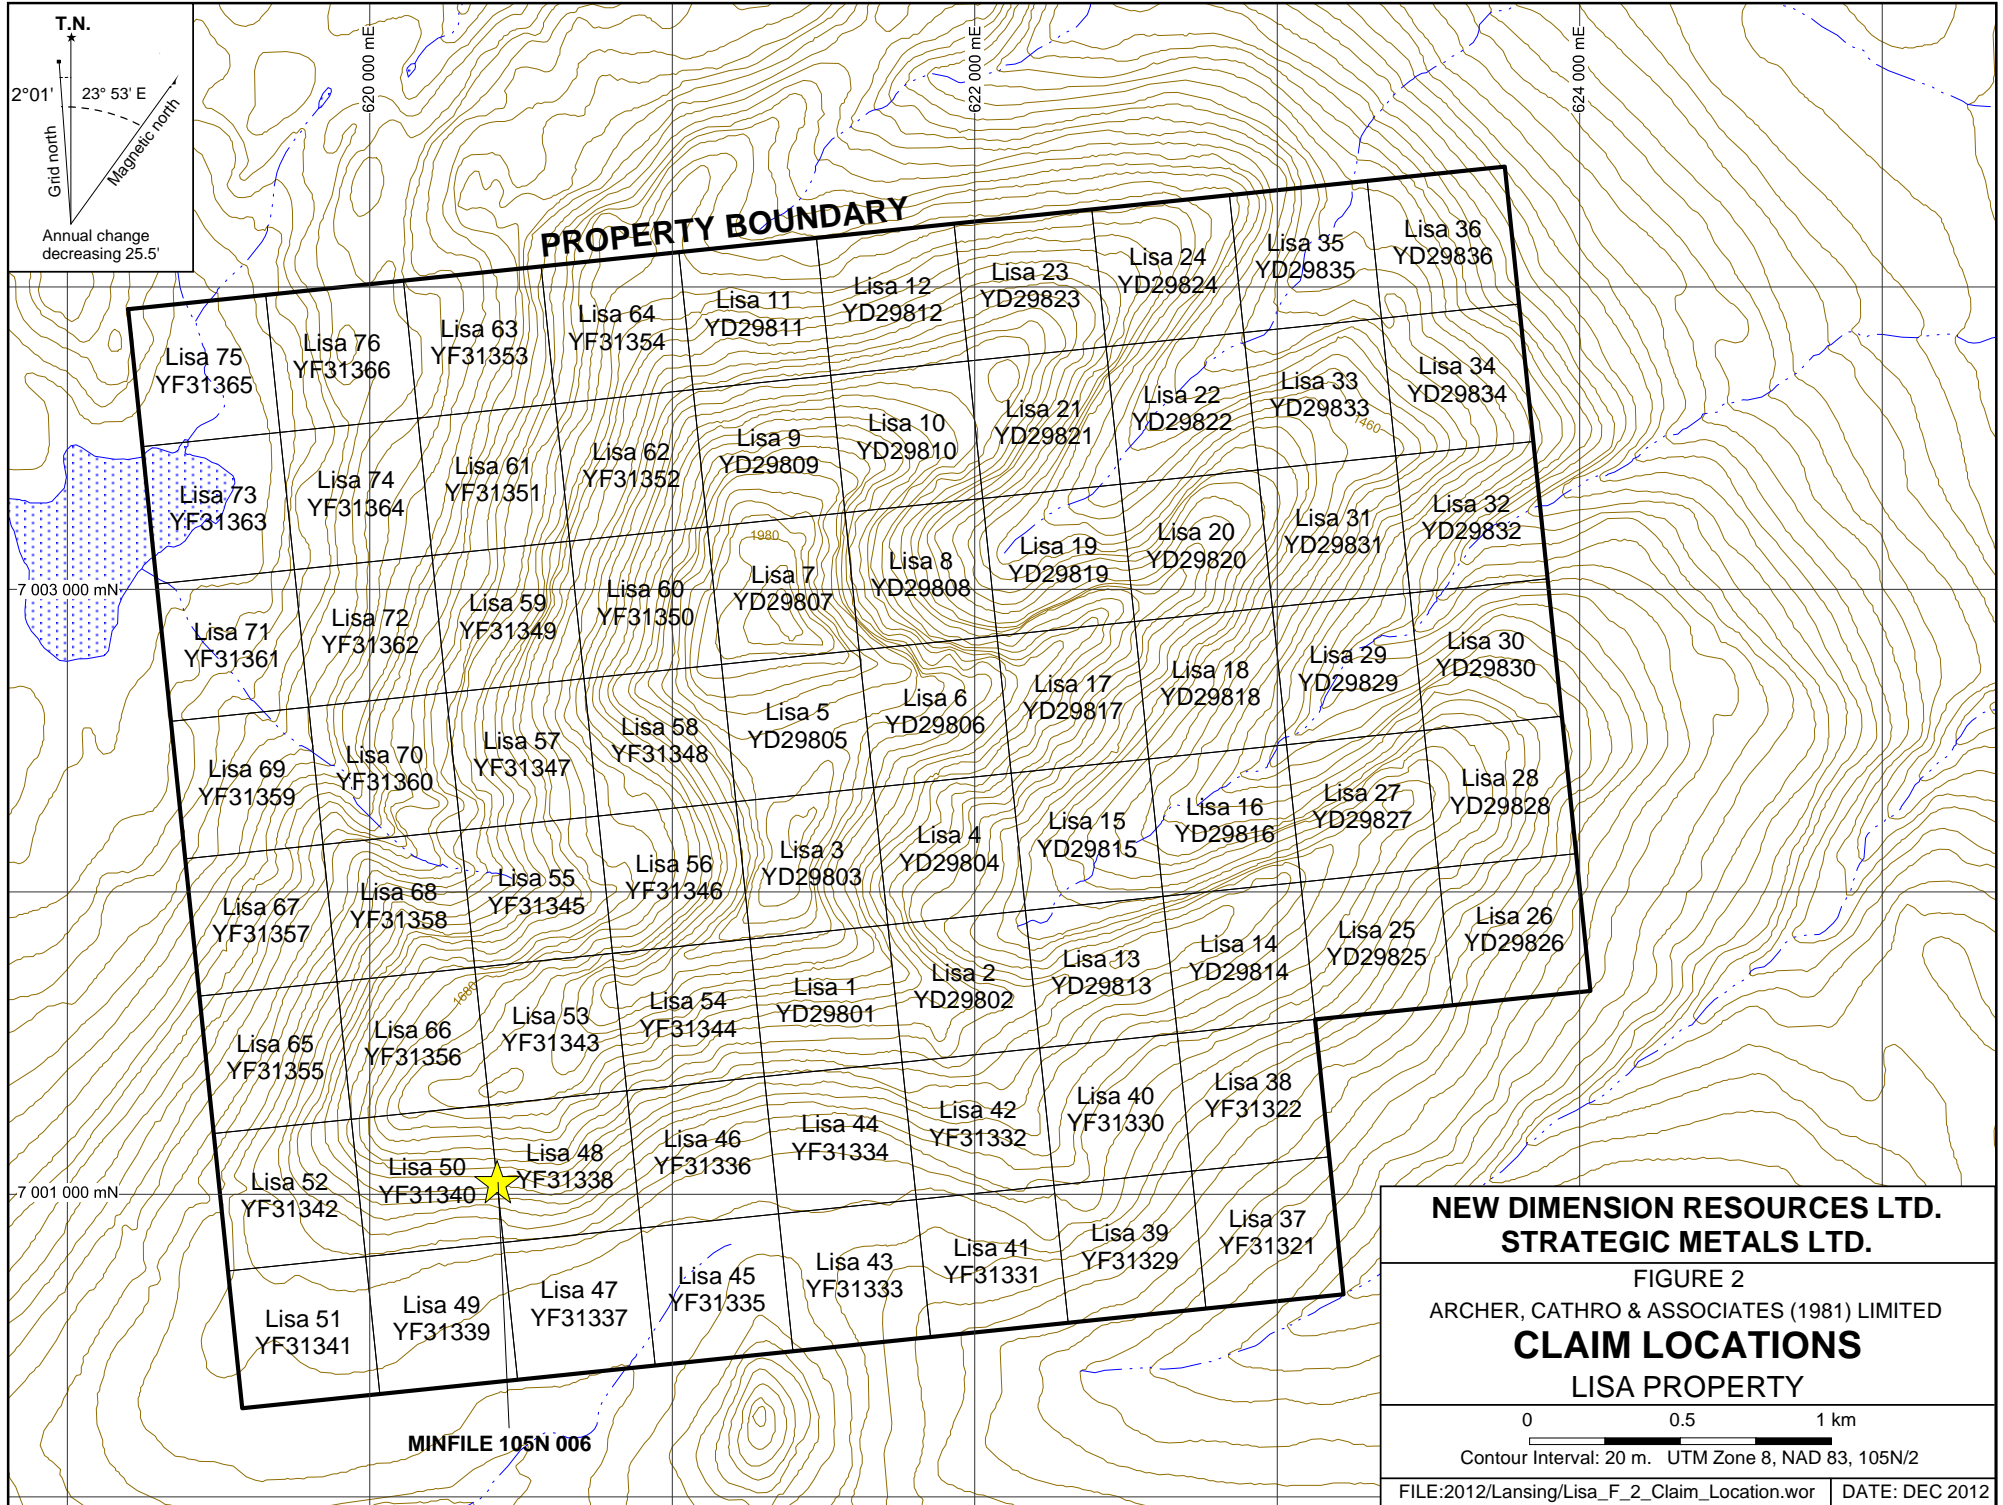 T.N.
2°01'
23° 53' E
Grid north
Magnetic north
Annual change
decreasing 25.5'
620 000 mE
622 000 mE
624 000 mE
7 003 000 mN
7 001 000 mN
PROPERTY BOUNDARY
Lisa 75
YF31365
Lisa 76
YF31366
Lisa 63
YF31353
Lisa 64
YF31354
Lisa 11
YD29811
Lisa 12
YD29812
Lisa 23
YD29823
Lisa 24
YD29824
Lisa 35
YD29835
Lisa 36
YD29836
Lisa 73
YF31363
Lisa 74
YF31364
Lisa 61
YF31351
Lisa 62
YF31352
Lisa 9
YD29809
Lisa 10
YD29810
Lisa 21
YD29821
Lisa 22
YD29822
Lisa 33
YD29833
1460
Lisa 34
YD29834
Lisa 71
YF31361
Lisa 72
YF31362
Lisa 59
YF31349
Lisa 60
YF31350
1980
Lisa 7
YD29807
Lisa 8
YD29808
Lisa 19
YD29819
Lisa 20
YD29820
Lisa 31
YD29831
Lisa 32
YD29832
Lisa 69
YF31359
Lisa 70
YF31360
Lisa 57
YF31347
Lisa 58
YF31348
Lisa 5
YD29805
Lisa 6
YD29806
Lisa 17
YD29817
Lisa 18
YD29818
Lisa 29
YD29829
Lisa 30
YD29830
Lisa 67
YF31357
Lisa 68
YF31358
Lisa 55
YF31345
Lisa 56
YF31346
Lisa 3
YD29803
Lisa 4
YD29804
Lisa 15
YD29815
Lisa 16
YD29816
Lisa 27
YD29827
Lisa 28
YD29828
Lisa 65
YF31355
1680
Lisa 66
YF31356
Lisa 53
YF31343
Lisa 54
YF31344
Lisa 1
YD29801
Lisa 2
YD29802
Lisa 13
YD29813
Lisa 14
YD29814
Lisa 25
YD29825
Lisa 26
YD29826
Lisa 52
YF31342
Lisa 50
YF31340
Lisa 48
YF31338
Lisa 46
YF31336
Lisa 44
YF31334
Lisa 42
YF31332
Lisa 40
YF31330
Lisa 38
YF31322
Lisa 51
YF31341
Lisa 49
YF31339
Lisa 47
YF31337
Lisa 45
YF31335
Lisa 43
YF31333
Lisa 41
YF31331
Lisa 39
YF31329
Lisa 37
YF31321
MINFILE 105N 006
NEW DIMENSION RESOURCES LTD.
STRATEGIC METALS LTD.
FIGURE 2
ARCHER, CATHRO & ASSOCIATES (1981) LIMITED
CLAIM LOCATIONS
LISA PROPERTY
0 0.5 1 km
Contour Interval: 20 m. UTM Zone 8, NAD 83, 105N/2
FILE:2012/Lansing/Lisa_F_2_Claim_Location.wor DATE: DEC 2012